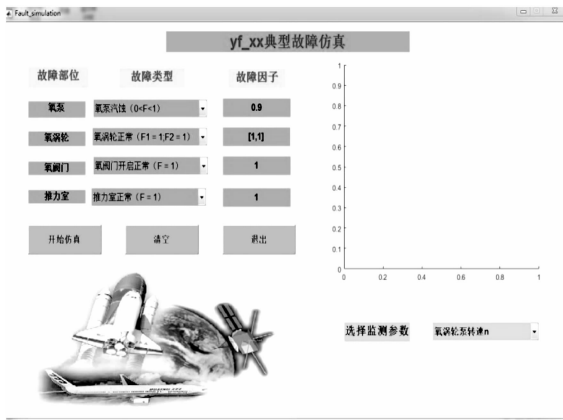 Fault_simulation
yf_xx典型故障仿真
故障部位 故障类型 故障因子
氧泵 氧泵汽蚀（0<F<1） 0.9
氧涡轮 氧涡轮正常（F1 = 1;F2 = 1） [1,1]
氧阀门 氧阀门开启正常（F = 1） 1
推力室 推力室正常（F = 1） 1
开始仿真 清空 退出
1
0.9
0.8
0.7
0.6
0.5
0.4
0.3
0.2
0.1
0
0 0.2 0.4 0.6 0.8 1
选择监测参数 氧涡轮泵转速n